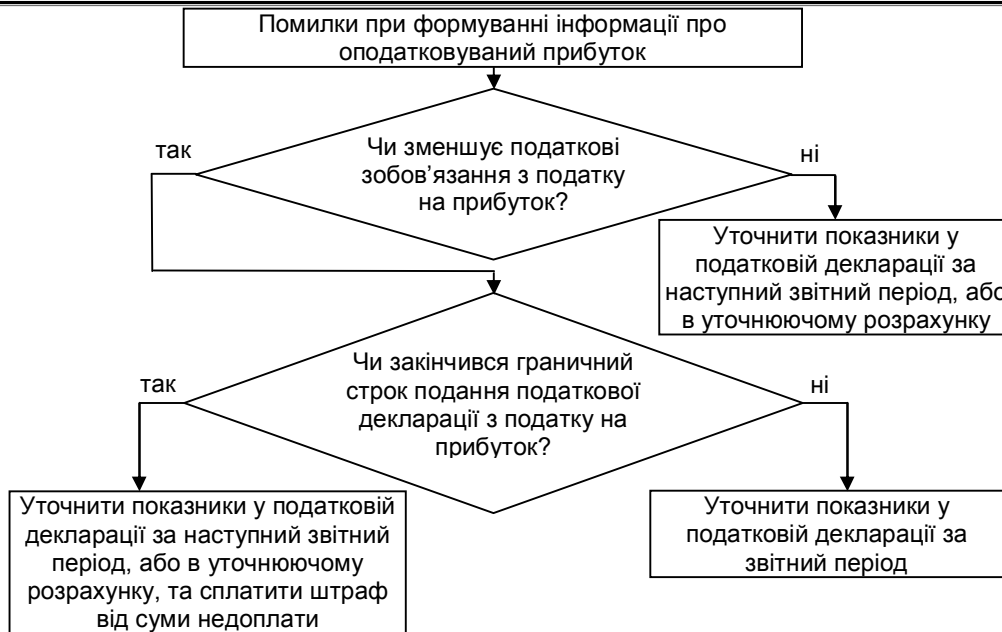 Помилки при формуванні інформації про
оподатковуваний прибуток
так
Чи зменшує податкові
зобов’язання з податку
на прибуток?
ні
Уточнити показники у
податковій декларації за
наступний звітний період, або
в уточнюючому розрахунку
так
Чи закінчився граничний
строк подання податкової
декларації з податку на
прибуток?
ні
Уточнити показники у податковій
декларації за наступний звітний
період, або в уточнюючому
розрахунку, та сплатити штраф
від суми недоплати
Уточнити показники у
податковій декларації за
звітний період